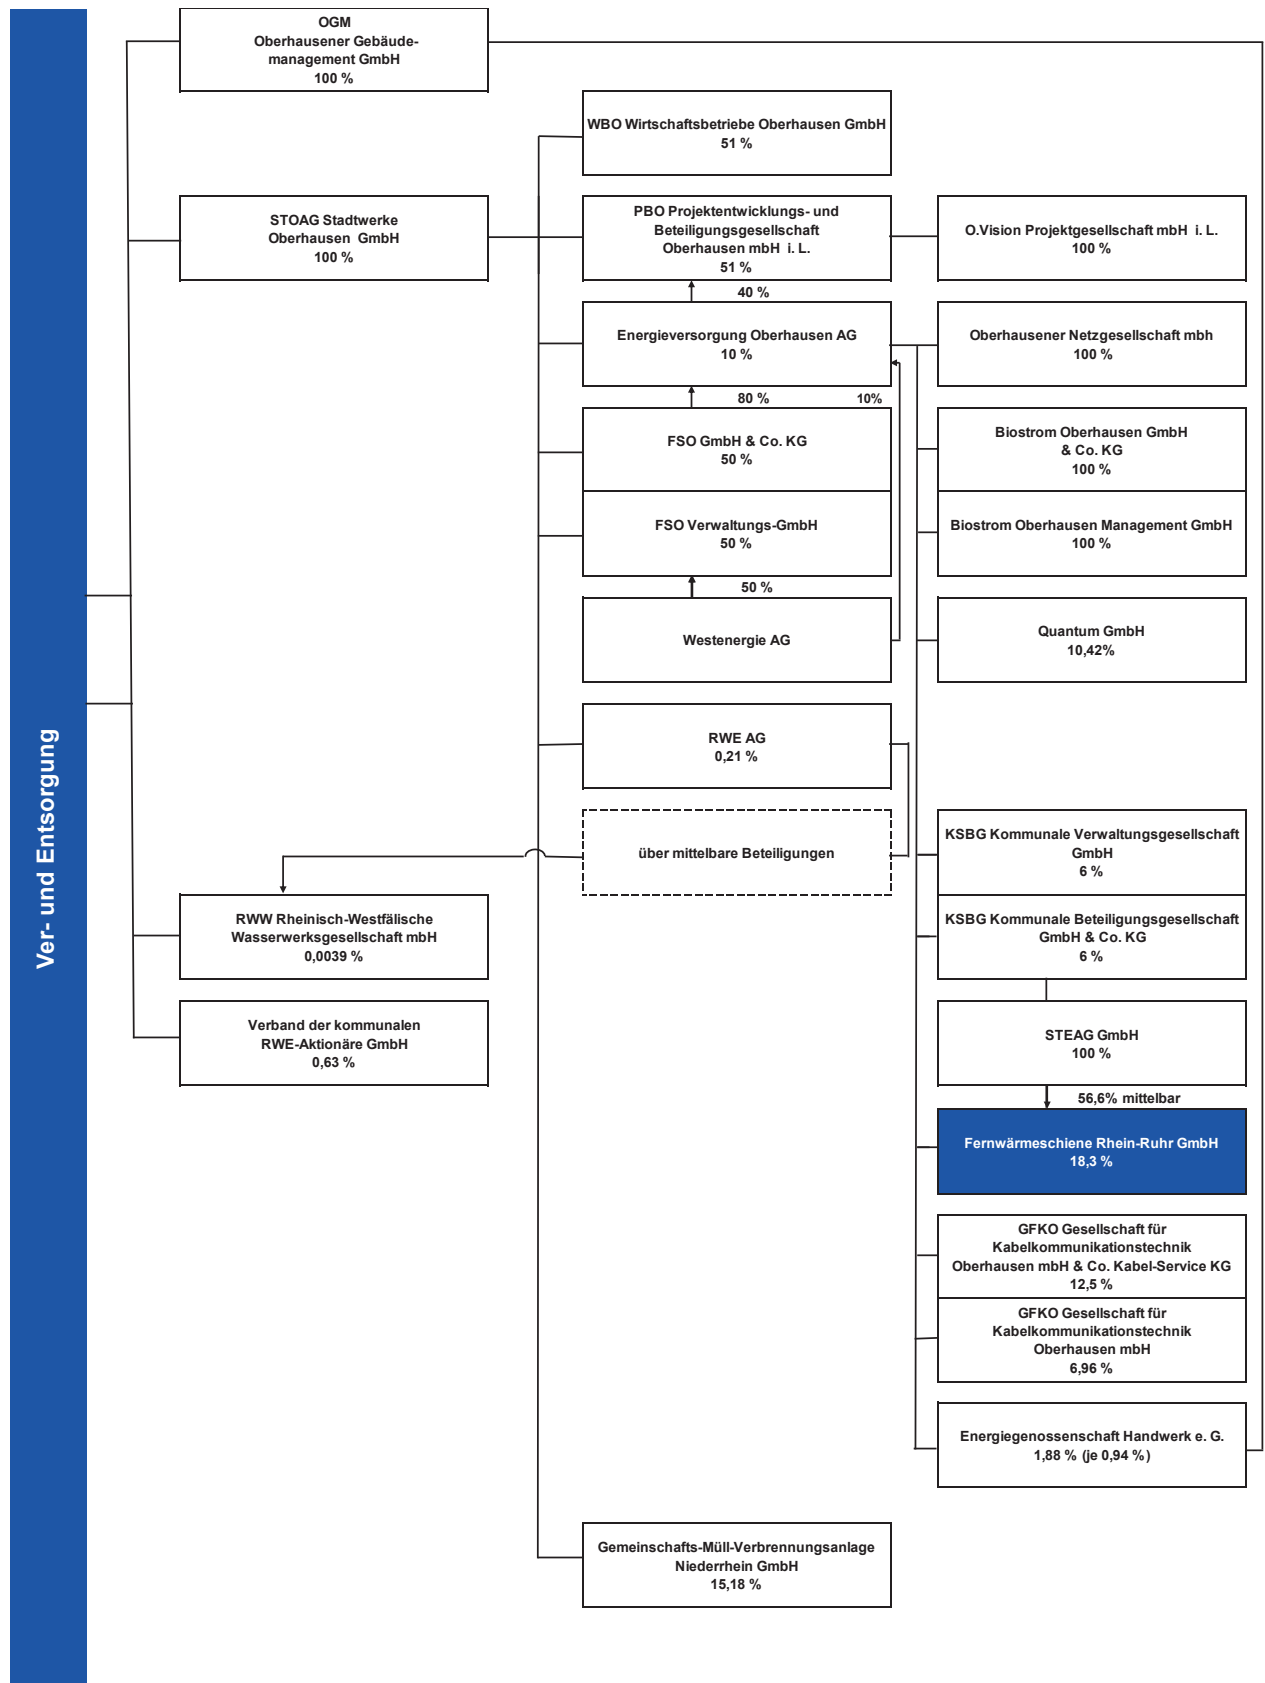 Ver- und Entsorgung
OGM
Oberhausener Gebäude-
management GmbH
100 %
STOAG Stadtwerke
Oberhausen GmbH
100 %
RWW Rheinisch-Westfälische
Wasserwerksgesellschaft mbH
0,0039 %
Verband der kommunalen
RWE-Aktionäre GmbH
0,63 %
WBO Wirtschaftsbetriebe Oberhausen GmbH
51 %
PBO Projektentwicklungs- und
Beteiligungsgesellschaft
Oberhausen mbH i. L.
51 %
40 %
Energieversorgung Oberhausen AG
10 %
80 %
10%
FSO GmbH & Co. KG
50 %
FSO Verwaltungs-GmbH
50 %
50 %
Westenergie AG
RWE AG
0,21 %
über mittelbare Beteiligungen
Gemeinschafts-Müll-Verbrennungsanlage
Niederrhein GmbH
15,18 %
O.Vision Projektgesellschaft mbH i. L.
100 %
Oberhausener Netzgesellschaft mbh
100 %
Biostrom Oberhausen GmbH
& Co. KG
100 %
Biostrom Oberhausen Management GmbH
100 %
Quantum GmbH
10,42%
KSBG Kommunale Verwaltungsgesellschaft
GmbH
6 %
KSBG Kommunale Beteiligungsgesellschaft
GmbH & Co. KG
6 %
STEAG GmbH
100 %
56,6% mittelbar
Fernwärmeschiene Rhein-Ruhr GmbH
18,3 %
GFKO Gesellschaft für
Kabelkommunikationstechnik
Oberhausen mbH & Co. Kabel-Service KG
12,5 %
GFKO Gesellschaft für
Kabelkommunikationstechnik
Oberhausen mbH
6,96 %
Energiegenossenschaft Handwerk e. G.
1,88 % (je 0,94 %)